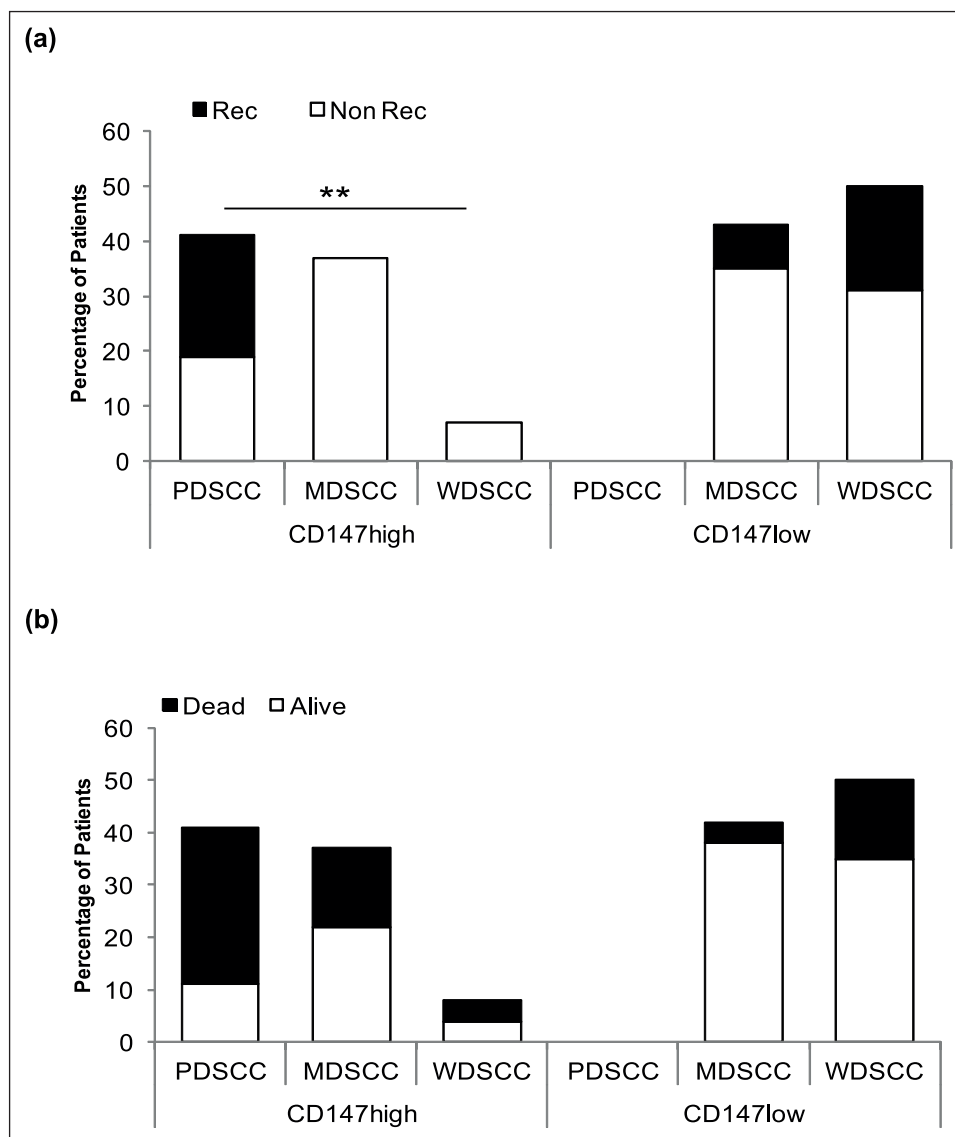 (a)
Rec Non Rec
60
50
40
30
20
10
0
Percentage of Patients
**
PDSCC MDSCC WDSCC PDSCC MDSCC WDSCC
CD147high CD147low
(b)
Dead Alive
60
50
40
30
20
10
0
Percentage of Patients
PDSCC MDSCC WDSCC PDSCC MDSCC WDSCC
CD147high CD147low